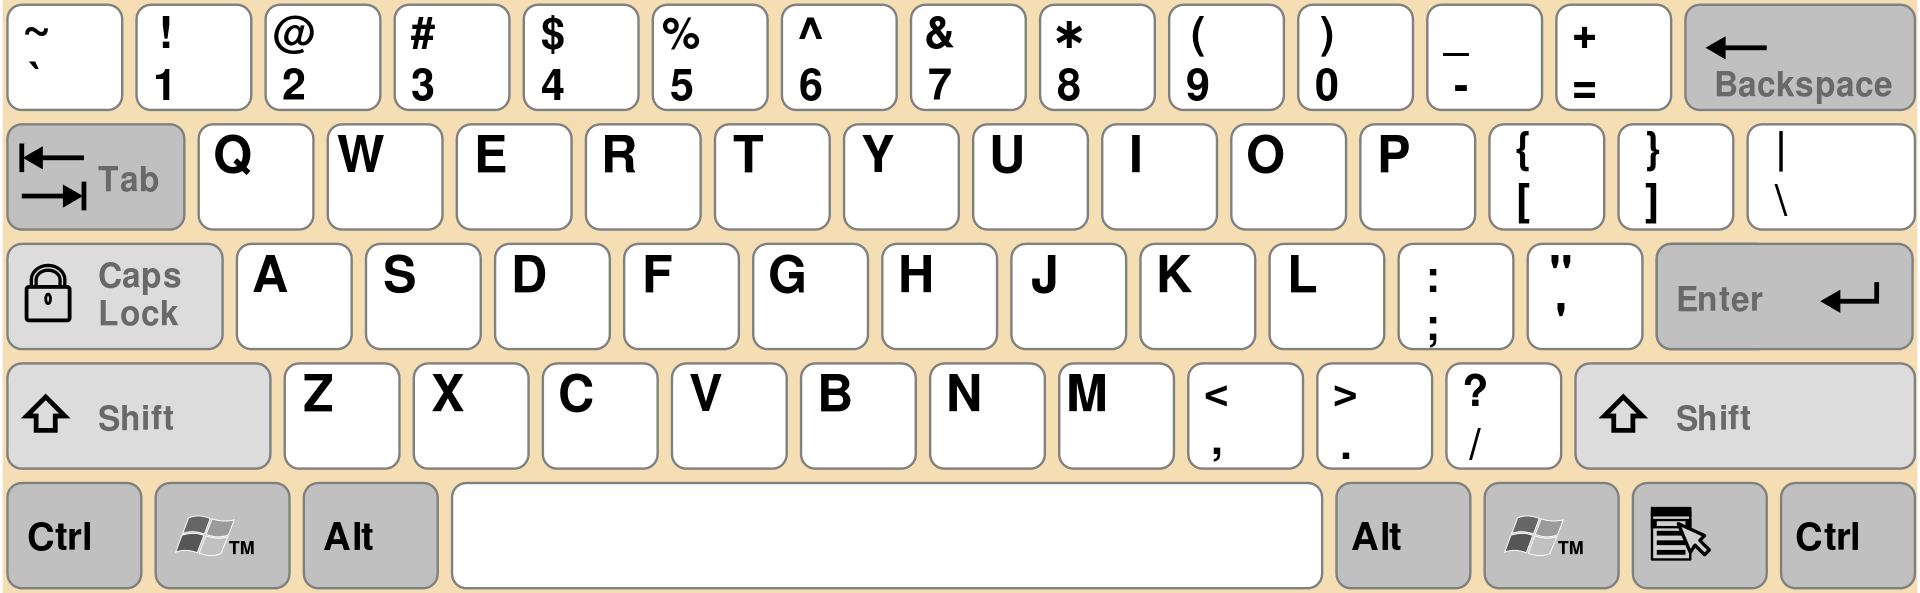 ~ ! @ # $ % ^ & * ( ) _ +
` 1 2 3 4 5 6 7 8 9 0 - = Backspace
Tab Q W E R T Y U I O P { } |
[ ] \
Caps Lock A S D F G H J K L : " Enter
; '
Shift Z X C V B N M < > ? Shift
, . /
Ctrl TM Alt Alt TM Ctrl